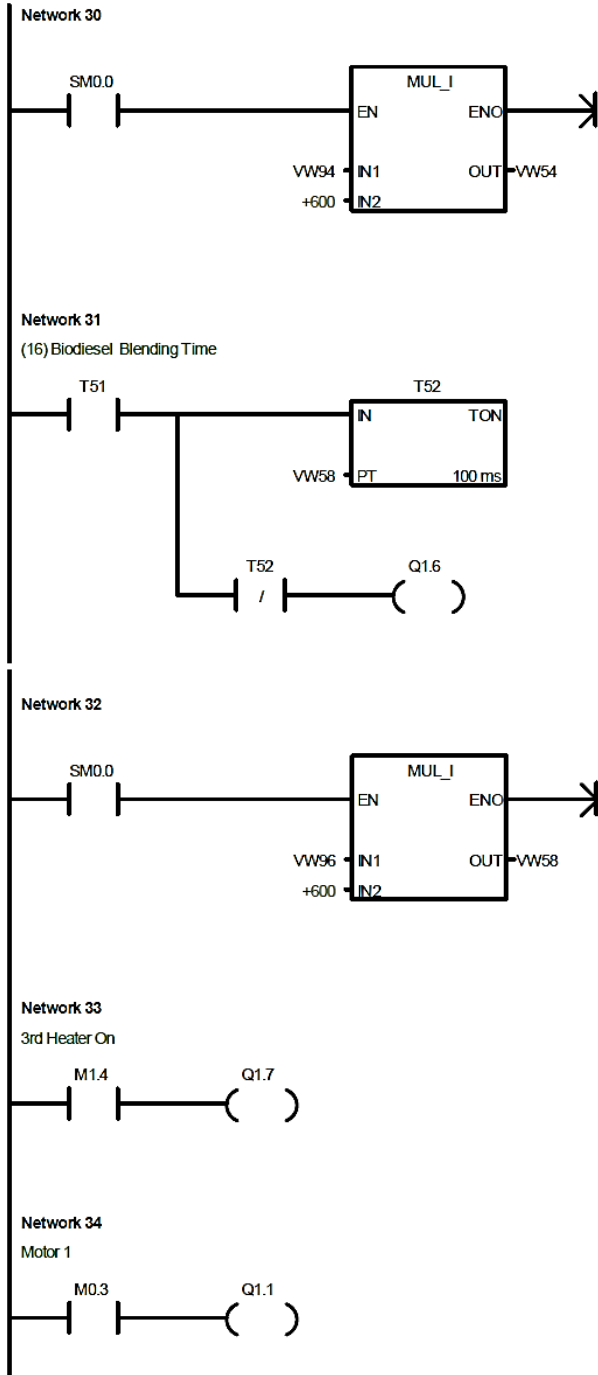 Network 30
SM0.0
MUL_I
EN ENO
VW94 IN1 OUT VW54
+600 IN2
Network 31
(16) Biodiesel Blending Time
T51 T52
IN TON
VW58 PT 100 ms
T52 Q1.6
/
Network 32
SM0.0
MUL_I
EN ENO
VW96 IN1 OUT VW58
+600 IN2
Network 33
3rd Heater On
M1.4 Q1.7
Network 34
Motor 1
M0.3 Q1.1